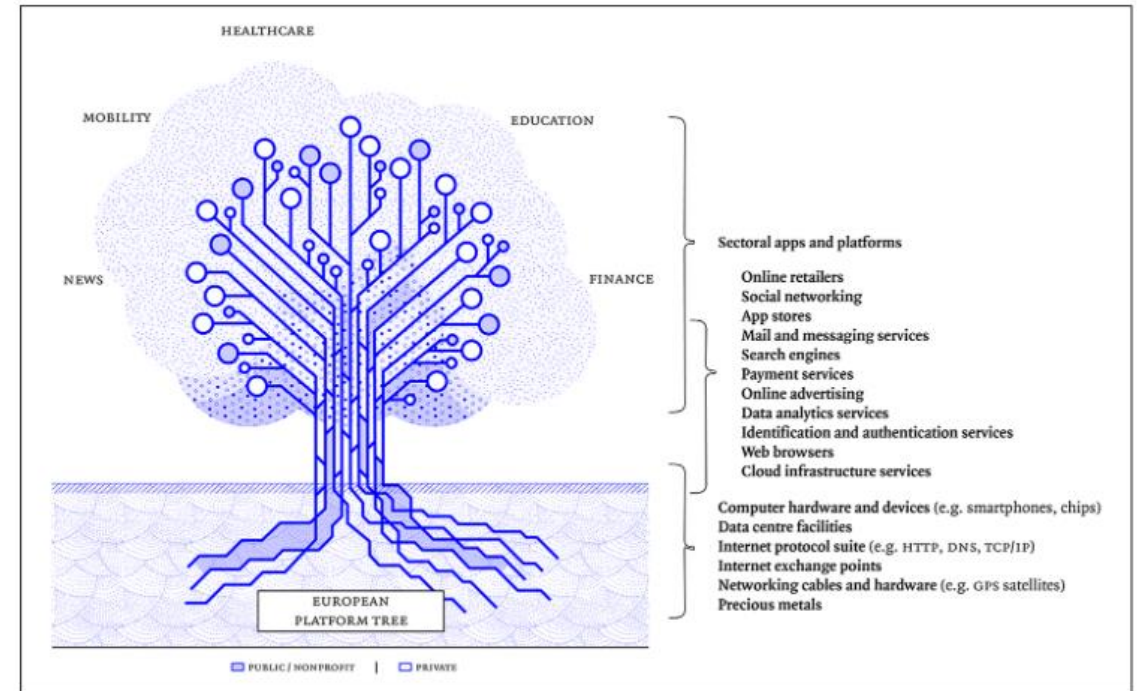 HEALTHCARE
MOBILITY
EDUCATION
NEWS
FINANCE
Sectoral apps and platforms
Online retailers
Social networking
App stores
Mail and messaging services
Search engines
Payment services
Online advertising
Data analytics services
Identification and authentication services
Web browsers
Cloud infrastructure services
Computer hardware and devices (e.g. smartphones, chips)
Data centre facilities
Internet protocol suite (e.g. HTTP, DNS, TCP/IP)
Internet exchange points
Networking cables and hardware (e.g. GPS satellites)
Precious metals
EUROPEAN
PLATFORM TREE
PUBLIC / NONPROFIT | PRIVATE